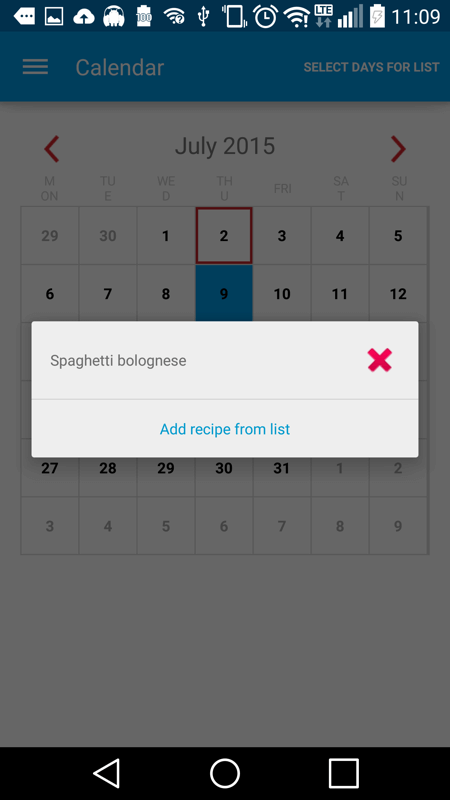 100 LTE 11:09
Calendar SELECT DAYS FOR LIST
July 2015
MON TUE WED THU FRI SAT SUN
29 30 1 2 3 4 5
6 7 8 9 10 11 12
Spaghetti bolognese
Add recipe from list
27 28 29 30 31 1 2
3 4 5 6 7 8 9